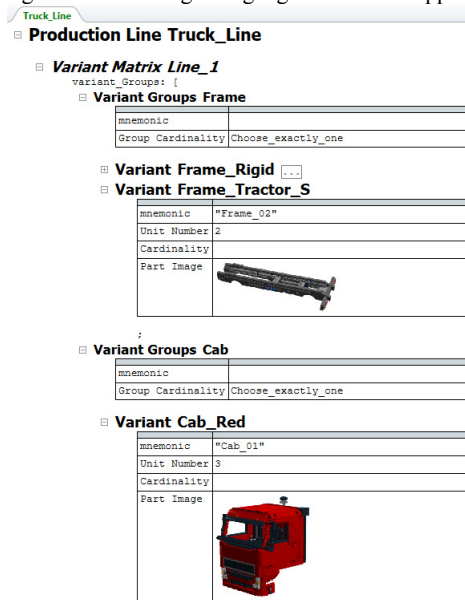 Truck_Line
Production Line Truck_Line
Variant Matrix Line_1
variant_Groups: [
Variant Groups Frame
mnemonic
Group Cardinality Choose_exactly_one
Variant Frame_Rigid ...
Variant Frame_Tractor_S
mnemonic "Frame_02"
Unit Number 2
Cardinality
Part Image
;
Variant Groups Cab
mnemonic
Group Cardinality Choose_exactly_one
Variant Cab_Red
mnemonic "Cab_01"
Unit Number 3
Cardinality
Part Image